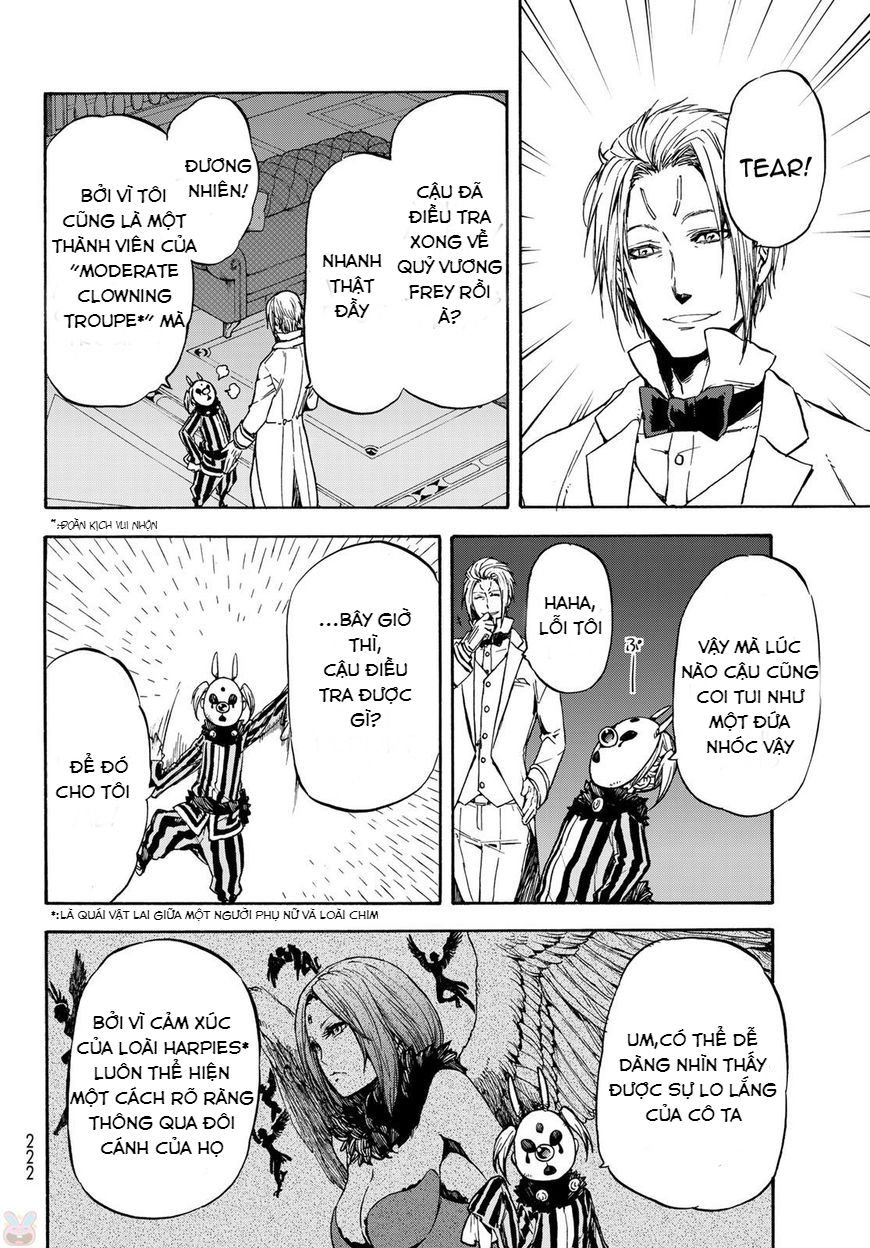 TEAR!
CẬU ĐÃ
ĐIỀU TRA
XONG VỀ
QUỶ VƯƠNG
FREY RỒI
À?
NHANH
THẬT
ĐẤY
ĐƯƠNG
NHIÊN!
BỞI VÌ TÔI
CŨNG LÀ MỘT
THÀNH VIÊN CỦA
“MODERATE
CLOWNING
TROUPE*” MÀ
*:ĐOÀN KỊCH VUI NHỘN
VẬY MÀ LÚC
NÃO CẬU CŨNG
COI TUI NHƯ
MỘT ĐỨA
NHÓC VẬY
ぷー
HAHA,
LỖI TÔI
...BÂY GIỜ
THÌ,
CẬU ĐIỀU
TRA ĐƯỢC
GÌ?
ĐỂ ĐÓ
CHO TÔI
*:LÀ QUÁI VẬT LAI GIỮA MỘT NGƯỜI PHỤ NỮ VÀ LOÀI CHIM
UM,CÓ THỂ DỄ
DÀNG NHÌN THẤY
ĐƯỢC SỰ LO LẮNG
CỦA CÔ TA
BỞI VÌ CẢM XÚC
CỦA LOÀI HARPIES*
LUÔN THỂ HIỆN
MỘT CÁCH RÕ RÀNG
THÔNG QUA ĐÔI
CÁNH CỦA HỌ
222